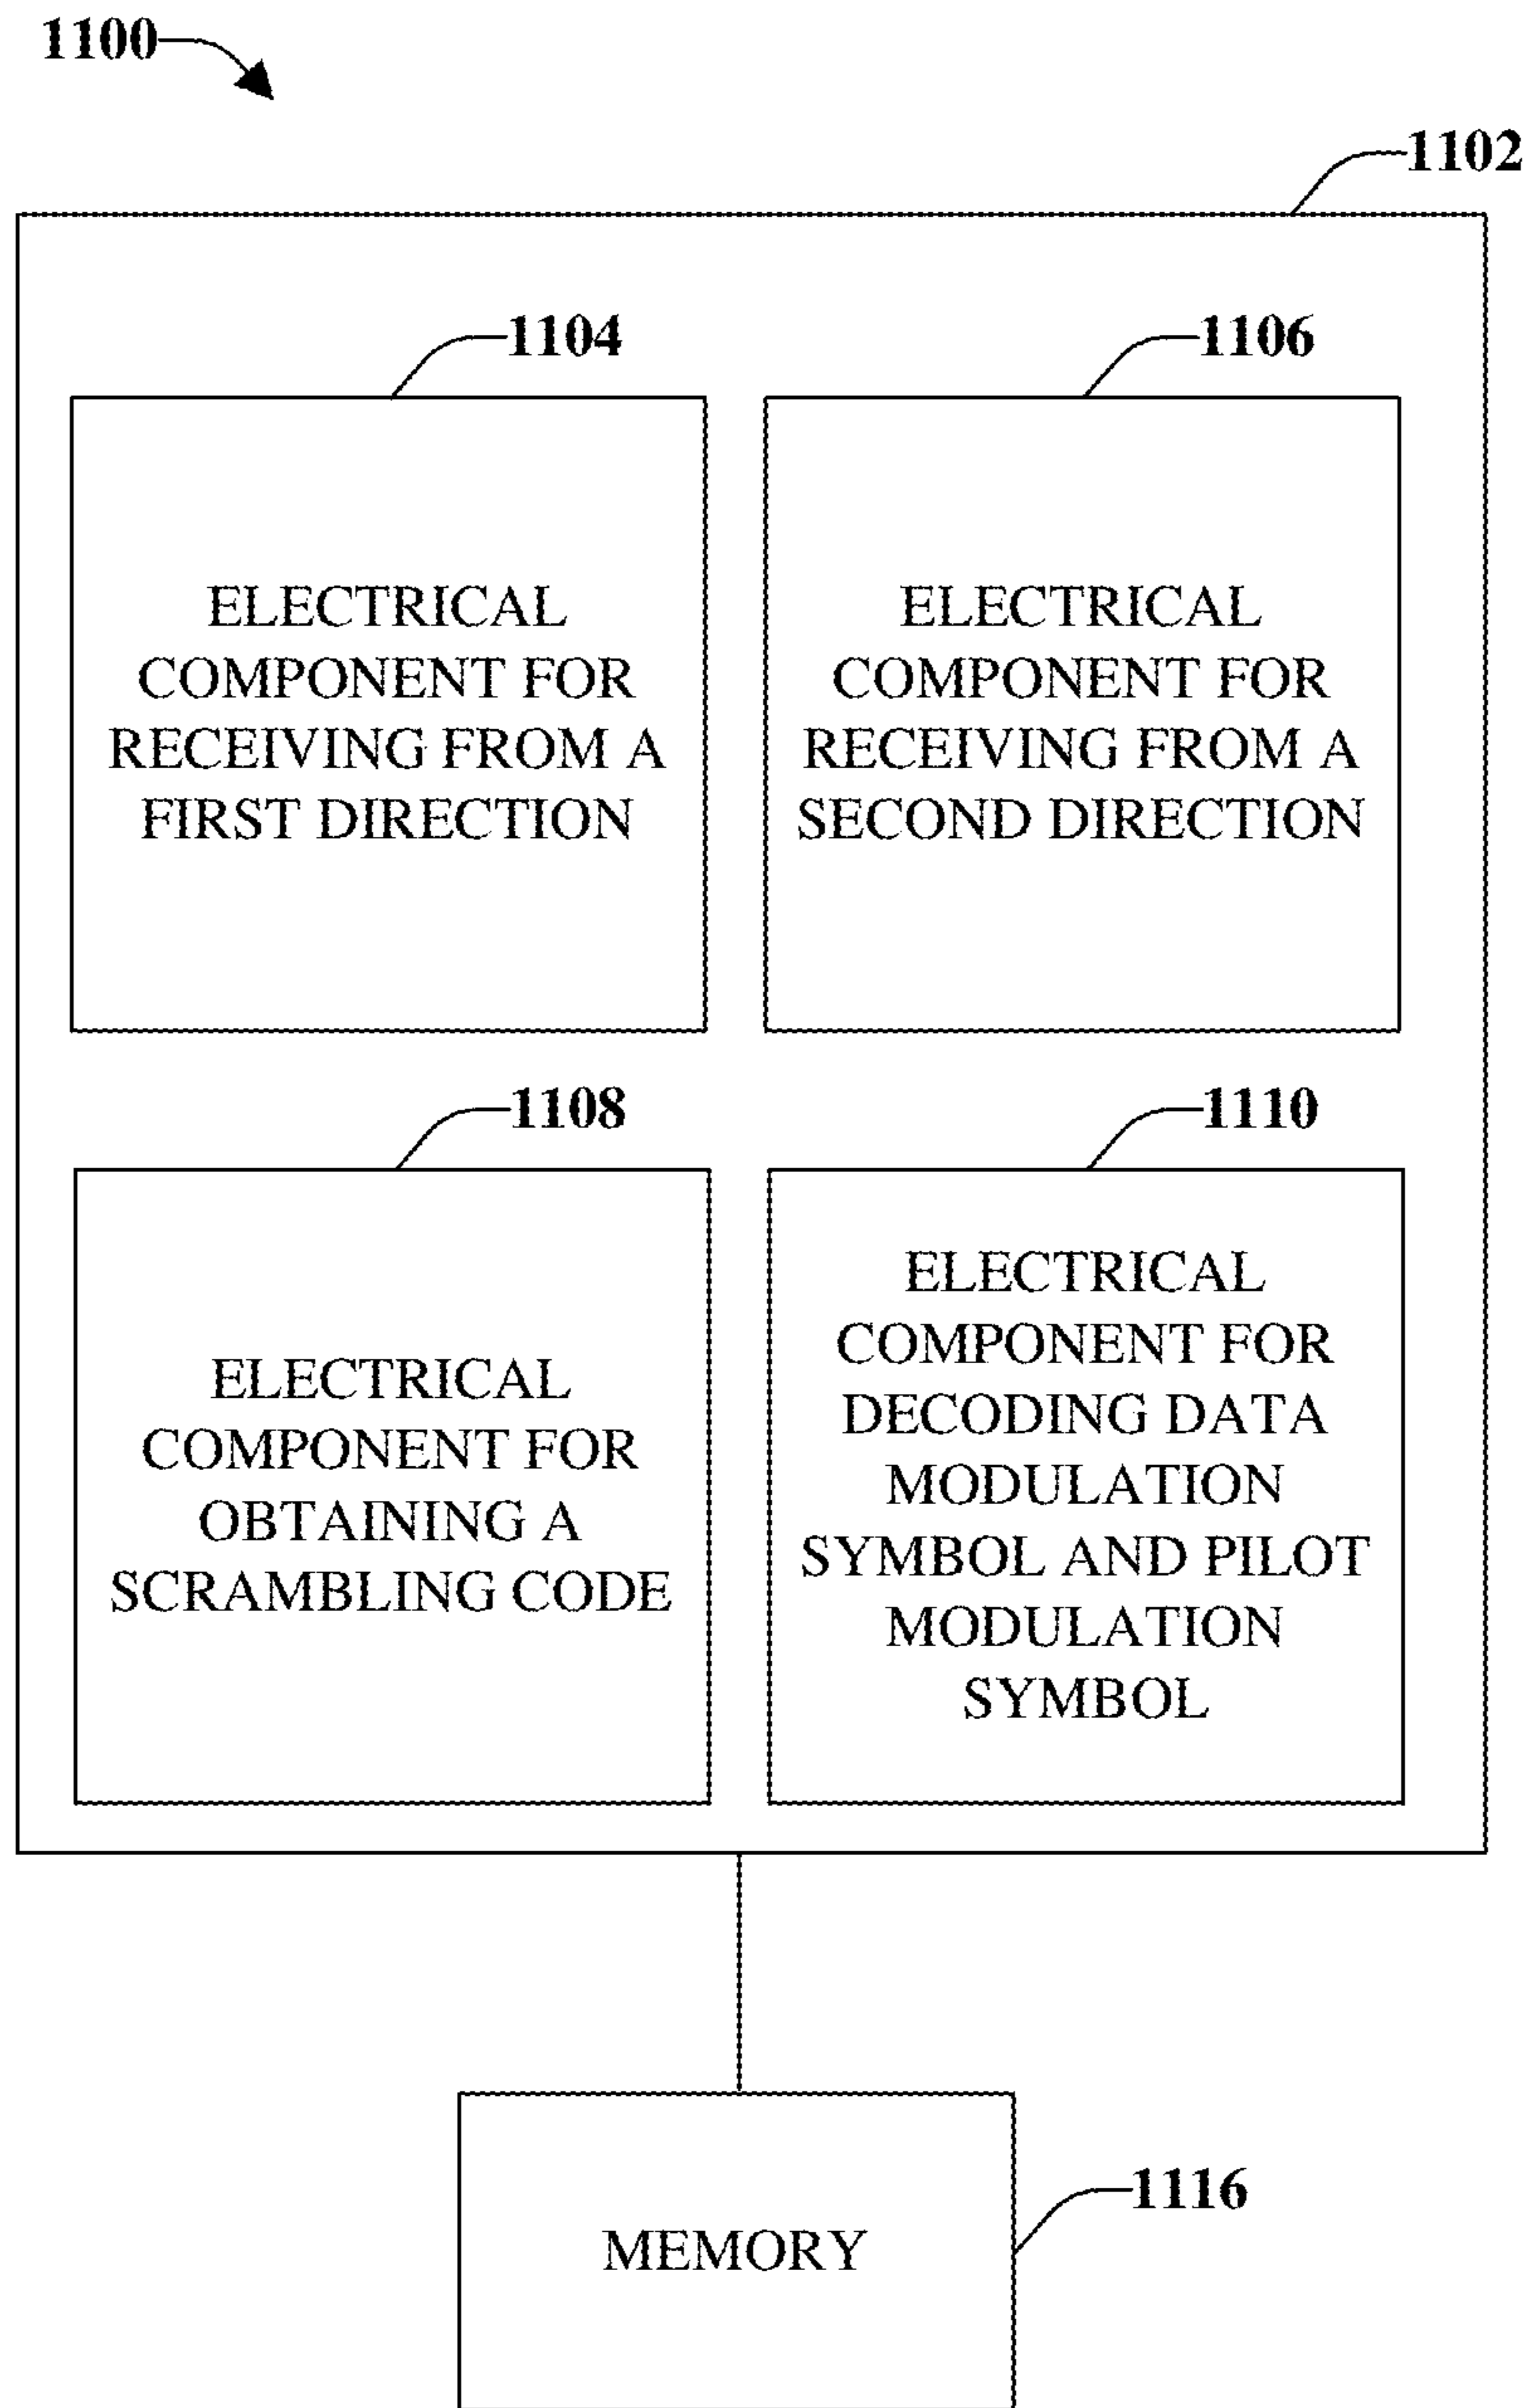 1100
1102
1104
ELECTRICAL
COMPONENT FOR
RECEIVING FROM A
FIRST DIRECTION
1106
ELECTRICAL
COMPONENT FOR
RECEIVING FROM A
SECOND DIRECTION
1108
ELECTRICAL
COMPONENT FOR
OBTAINING A
SCRAMBLING CODE
1110
ELECTRICAL
COMPONENT FOR
DECODING DATA
MODULATION
SYMBOL AND PILOT
MODULATION
SYMBOL
1116
MEMORY